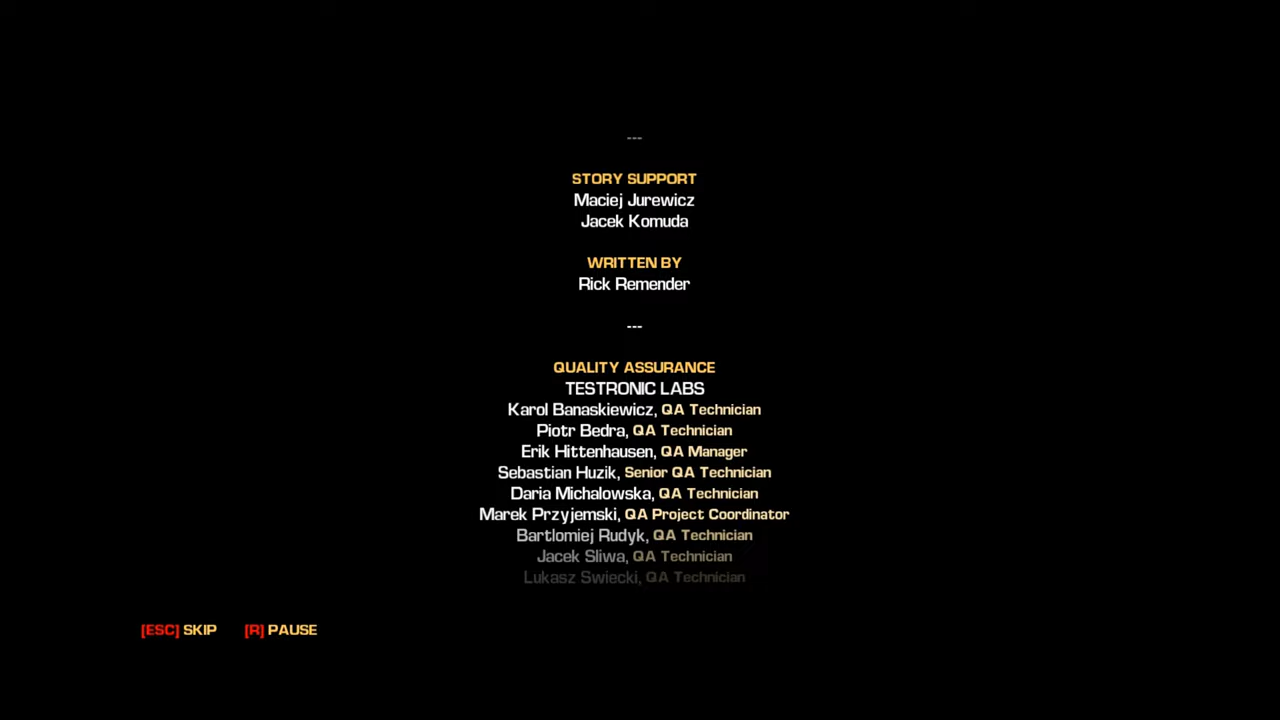 ---
STORY SUPPORT
Maciej Jurewicz
Jacek Komuda
WRITTEN BY
Rick Remender
---
QUALITY ASSURANCE
TESTRONIC LABS
Karol Banaskiewicz, QA Technician
Piotr Bedra, QA Technician
Erik Hittenhausen, QA Manager
Sebastian Huzik, Senior QA Technician
Daria Michalowska, QA Technician
Marek Przyjemski, QA Project Coordinator
Bartlomiej Rudyk, QA Technician
Jacek Sliwa, QA Technician
Lukasz Swiecki, QA Technician
[ESC] SKIP [R] PAUSE